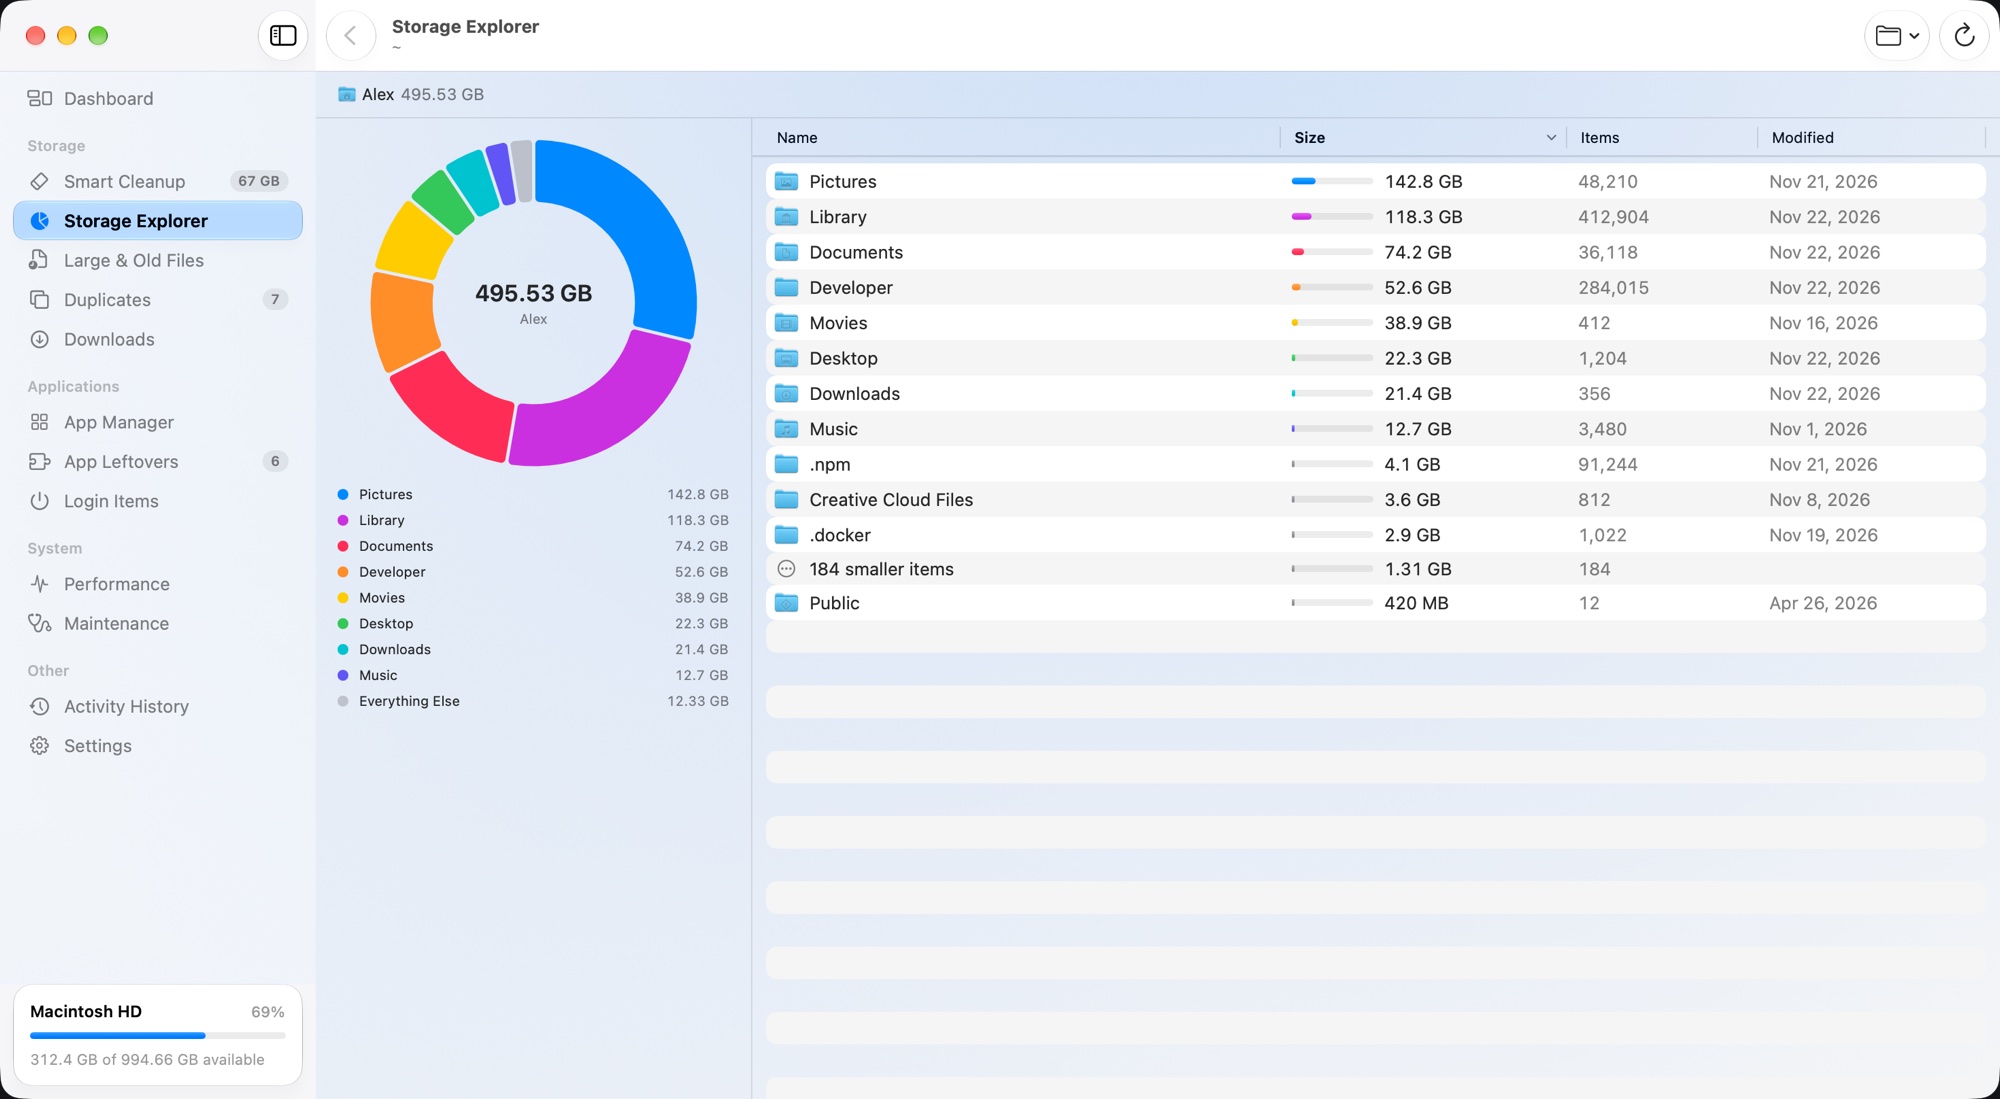 Storage Explorer
~
Dashboard
Storage
Smart Cleanup 67 GB
Storage Explorer
Large & Old Files
Duplicates 7
Downloads
Applications
App Manager
App Leftovers 6
Login Items
System
Performance
Maintenance
Other
Activity History
Settings
Macintosh HD 69%
312.4 GB of 994.66 GB available
Alex 495.53 GB
495.53 GB
Alex
Pictures 142.8 GB
Library 118.3 GB
Documents 74.2 GB
Developer 52.6 GB
Movies 38.9 GB
Desktop 22.3 GB
Downloads 21.4 GB
Music 12.7 GB
Everything Else 12.33 GB
Name Size Items Modified
Pictures 142.8 GB 48,210 Nov 21, 2026
Library 118.3 GB 412,904 Nov 22, 2026
Documents 74.2 GB 36,118 Nov 22, 2026
Developer 52.6 GB 284,015 Nov 22, 2026
Movies 38.9 GB 412 Nov 16, 2026
Desktop 22.3 GB 1,204 Nov 22, 2026
Downloads 21.4 GB 356 Nov 22, 2026
Music 12.7 GB 3,480 Nov 1, 2026
.npm 4.1 GB 91,244 Nov 21, 2026
Creative Cloud Files 3.6 GB 812 Nov 8, 2026
.docker 2.9 GB 1,022 Nov 19, 2026
184 smaller items 1.31 GB 184
Public 420 MB 12 Apr 26, 2026